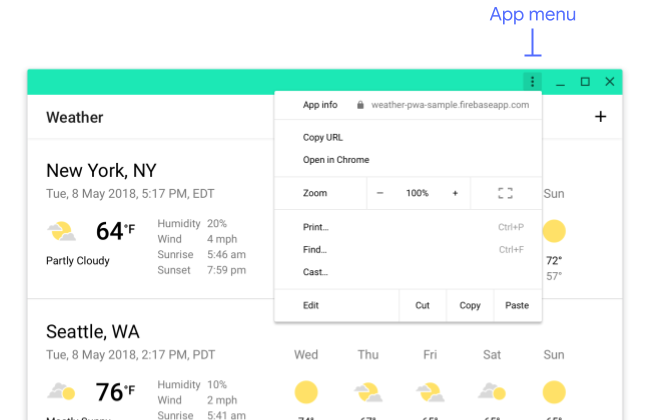 App menu
App info weather-pwa-sample.firebaseapp.com
Weather +
Copy URL
Open in Chrome
Zoom − 100% +
Print... Ctrl+P
Find... Ctrl+F
Cast...
Edit Cut Copy Paste
New York, NY
Tue, 8 May 2018, 5:17 PM, EDT
64°F
Partly Cloudy
Humidity 20%
Wind 4 mph
Sunrise 5:46 am
Sunset 7:59 pm
Sun
72°
57°
Seattle, WA
Tue, 8 May 2018, 2:17 PM, PDT
76°F
Mostly Sunny
Humidity 10%
Wind 2 mph
Sunrise 5:41 am
Wed Thu Fri Sat Sun